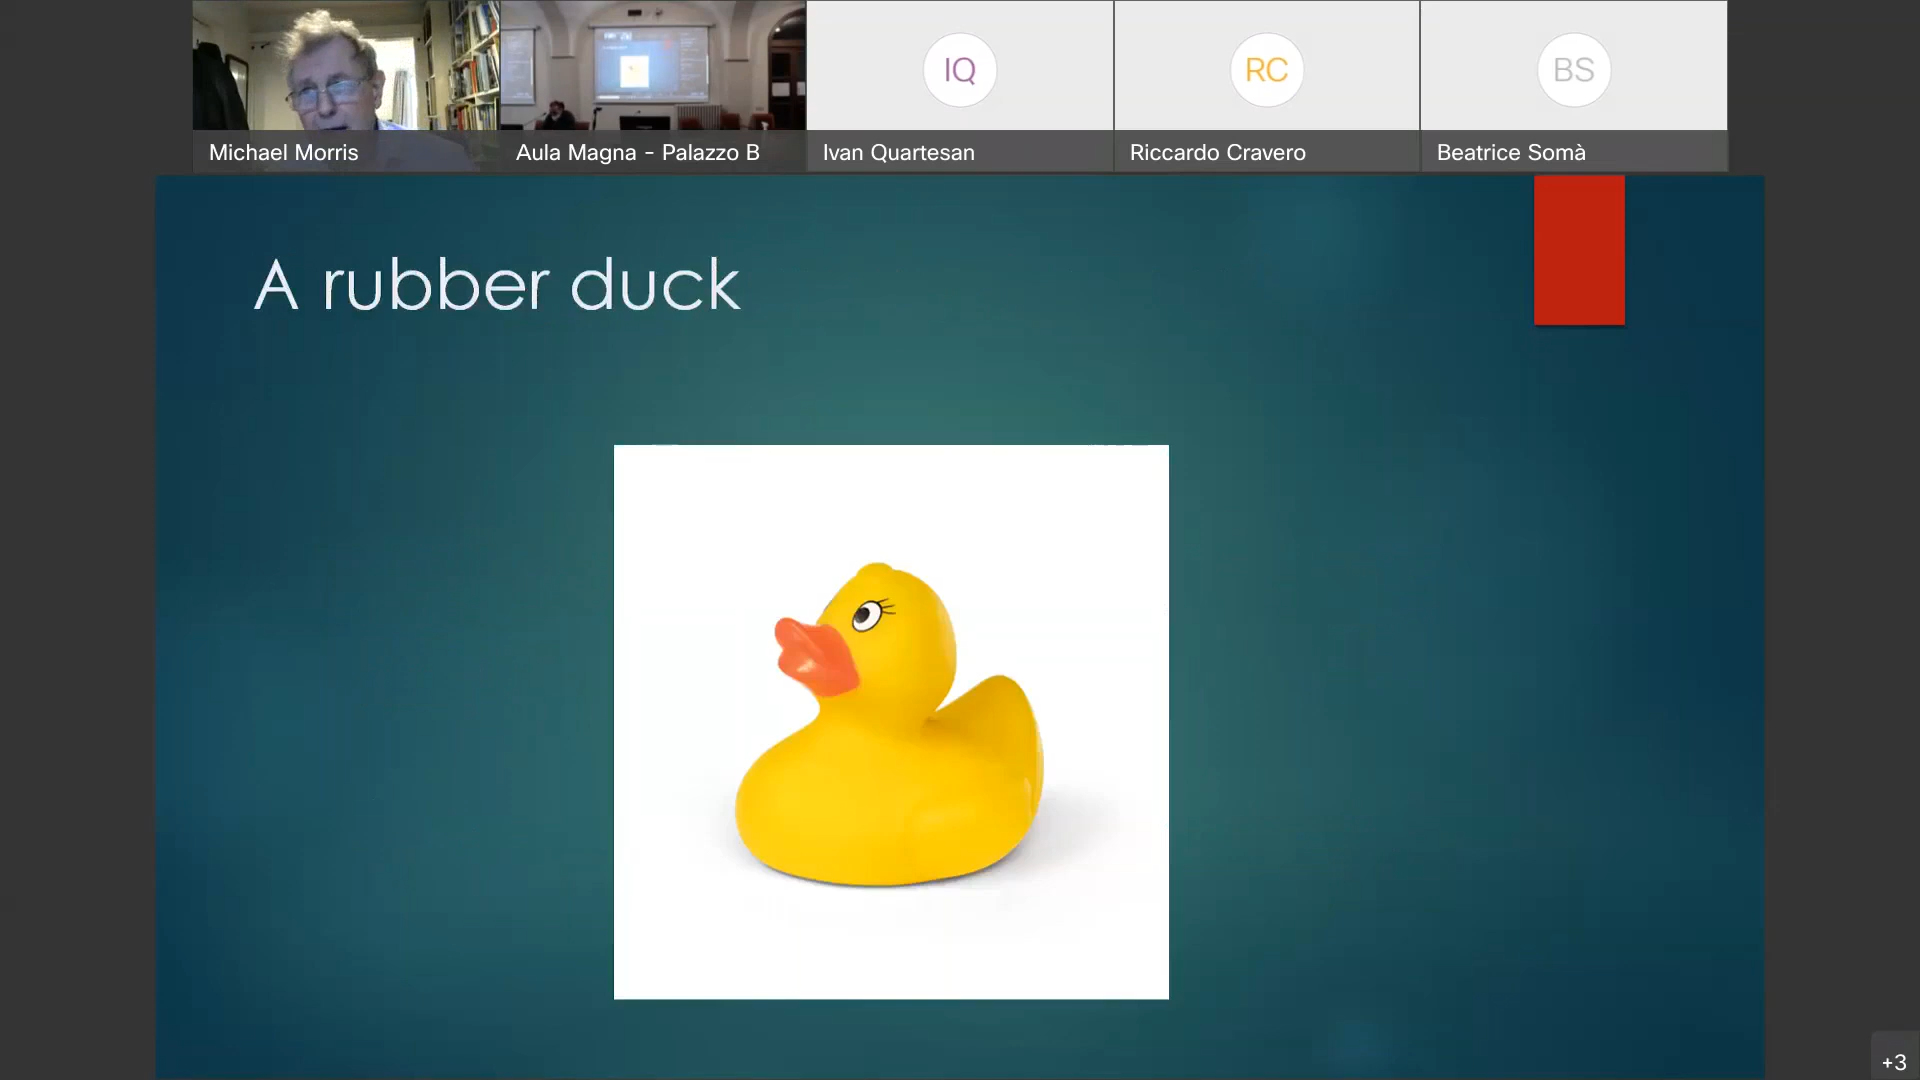 IQ
RC
BS
Michael Morris
Aula Magna - Palazzo B
Ivan Quartesan
Riccardo Cravero
Beatrice Somà
A rubber duck
+3